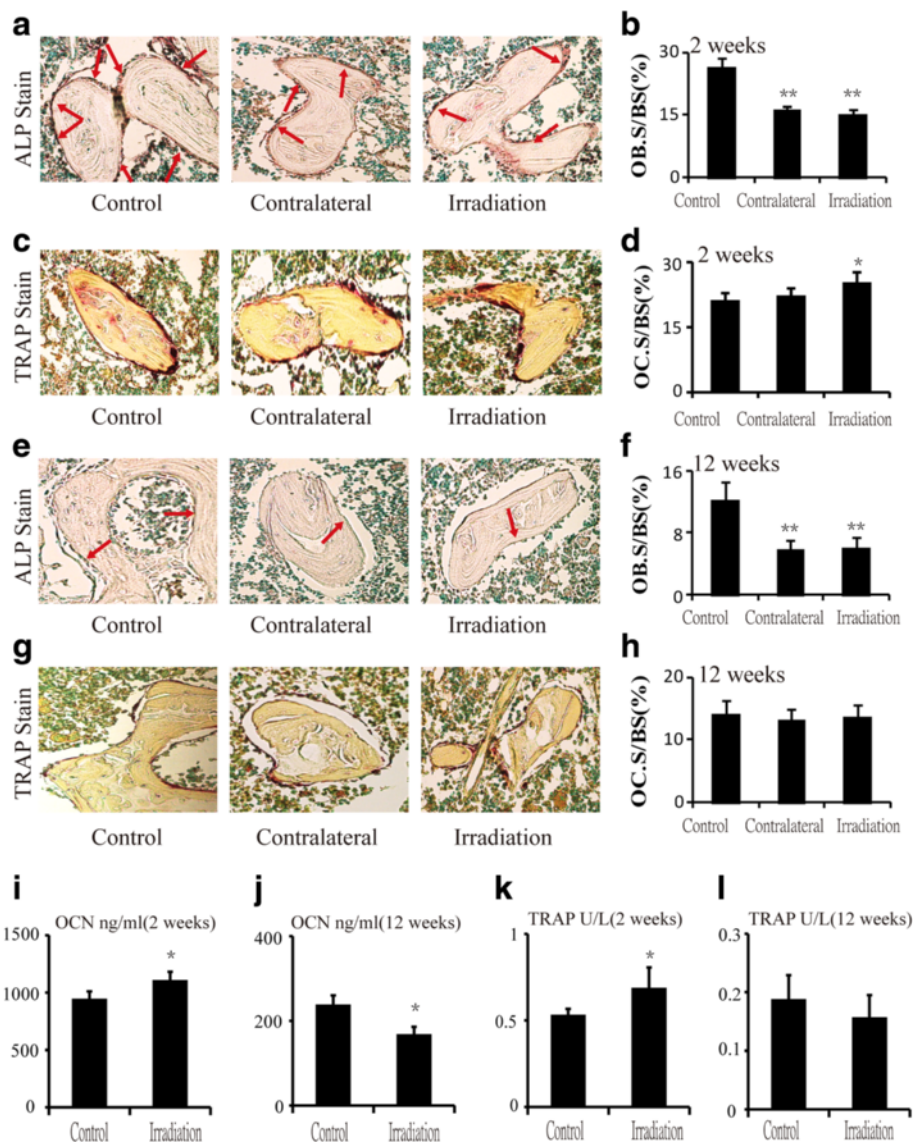 a
ALP Stain
Control
Contralateral
Irradiation
b
OB.S/BS(%)
2 weeks
30
15
0
**
**
Control
Contralateral
Irradiation
c
TRAP Stain
Control
Contralateral
Irradiation
d
OC.S/BS(%)
2 weeks
30
15
0
*
Control
Contralateral
Irradiation
e
ALP Stain
Control
Contralateral
Irradiation
f
OB.S/BS(%)
12 weeks
16
8
0
**
**
Control
Contralateral
Irradiation
g
TRAP Stain
Control
Contralateral
Irradiation
h
OC.S/BS(%)
12 weeks
20
10
0
Control
Contralateral
Irradiation
i
OCN ng/ml(2 weeks)
1500
1000
500
0
*
Control
Irradiation
j
OCN ng/ml(12 weeks)
400
200
0
*
Control
Irradiation
k
TRAP U/L(2 weeks)
1
0.5
0
*
Control
Irradiation
l
TRAP U/L(12 weeks)
0.3
0.2
0.1
0
Control
Irradiation